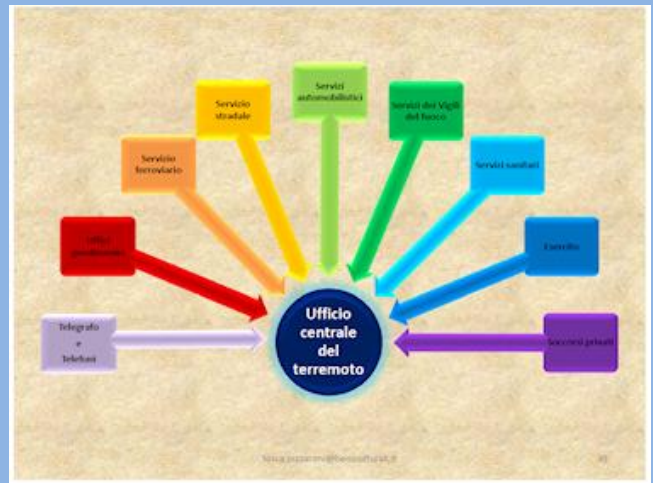 Servizi
automobilistici
Servizio
stradale
Servizi dei Vigili
del fuoco
Servizio
ferroviario
Servizi sanitari
Esercito
Ufficio
centrale
del
terremoto
Telegrafo
e
Telefoni
Soccorsi privati